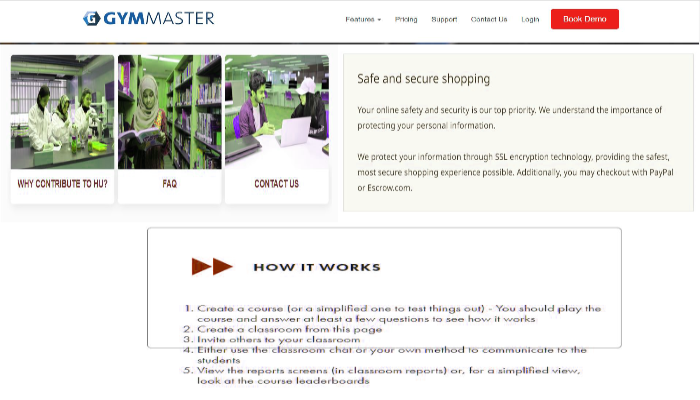 GYMMASTER
Features
Pricing
Support
Contact Us
Login
Book Demo
WHY CONTRIBUTE TO HU?
FAQ
CONTACT US
Safe and secure shopping
Your online safety and security is our top priority. We understand the importance of
protecting your personal information.
We protect your information through SSL encryption technology, providing the safest,
most secure shopping experience possible. Additionally, you may checkout with PayPal
or Escrow.com.
HOW IT WORKS
1. Create a course (or a simplified one to test things out) - You should play the
course and answer at least a few questions to see how it works
2. Create a classroom from this page
3. Invite others to your classroom
4. Either use the classroom chat or your own method to communicate to the
students
5. View the reports screens (in classroom reports) or, for a simplified view,
look at the course leaderboards